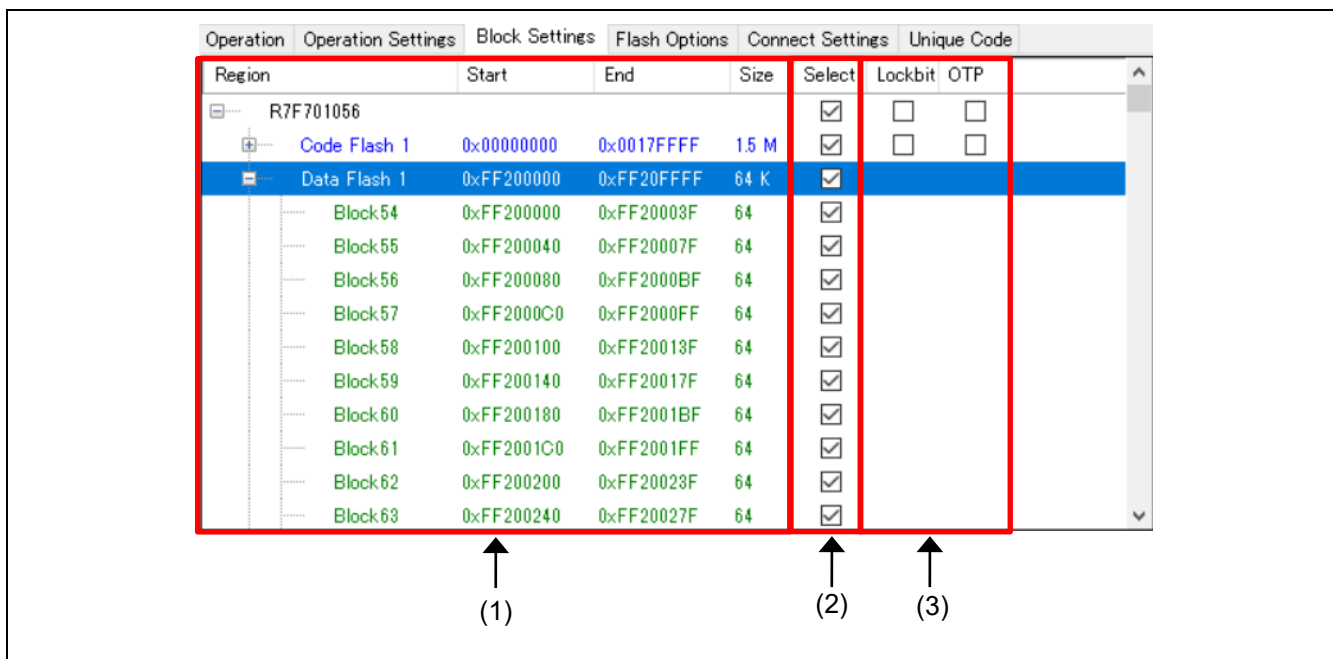 Operation Operation Settings Block Settings Flash Options Connect Settings Unique Code
Region Start End Size Select Lockbit OTP
R7F701056
Code Flash 1 0x00000000 0x0017FFFF 1.5 M
Data Flash 1 0xFF200000 0xFF20FFFF 64 K
Block54 0xFF200000 0xFF20003F 64
Block55 0xFF200040 0xFF20007F 64
Block56 0xFF200080 0xFF2000BF 64
Block57 0xFF2000C0 0xFF2000FF 64
Block58 0xFF200100 0xFF20013F 64
Block59 0xFF200140 0xFF20017F 64
Block60 0xFF200180 0xFF2001BF 64
Block61 0xFF2001C0 0xFF2001FF 64
Block62 0xFF200200 0xFF20023F 64
Block63 0xFF200240 0xFF20027F 64
(1) (2) (3)